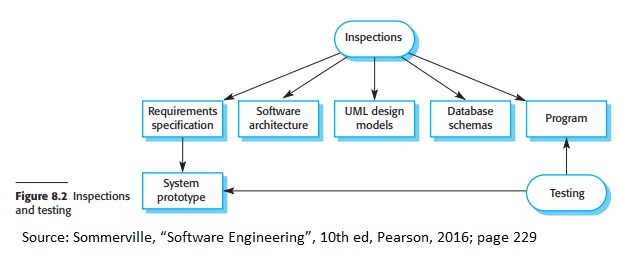 Inspections
Requirements
specification
Software
architecture
UML design
models
Database
schemas
Program
System
prototype
Testing
Figure 8.2 Inspections
and testing
Source: Sommerville, “Software Engineering”, 10th ed, Pearson, 2016; page 229